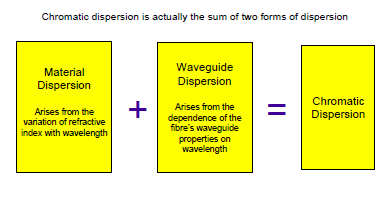 Chromatic dispersion is actually the sum of two forms of dispersion
Material
Dispersion
Arises from the
variation of refractive
index with wavelength
+
Waveguide
Dispersion
Arises from the
dependence of the
fibre's waveguide
properties on
wavelength
=
Chromatic
Dispersion